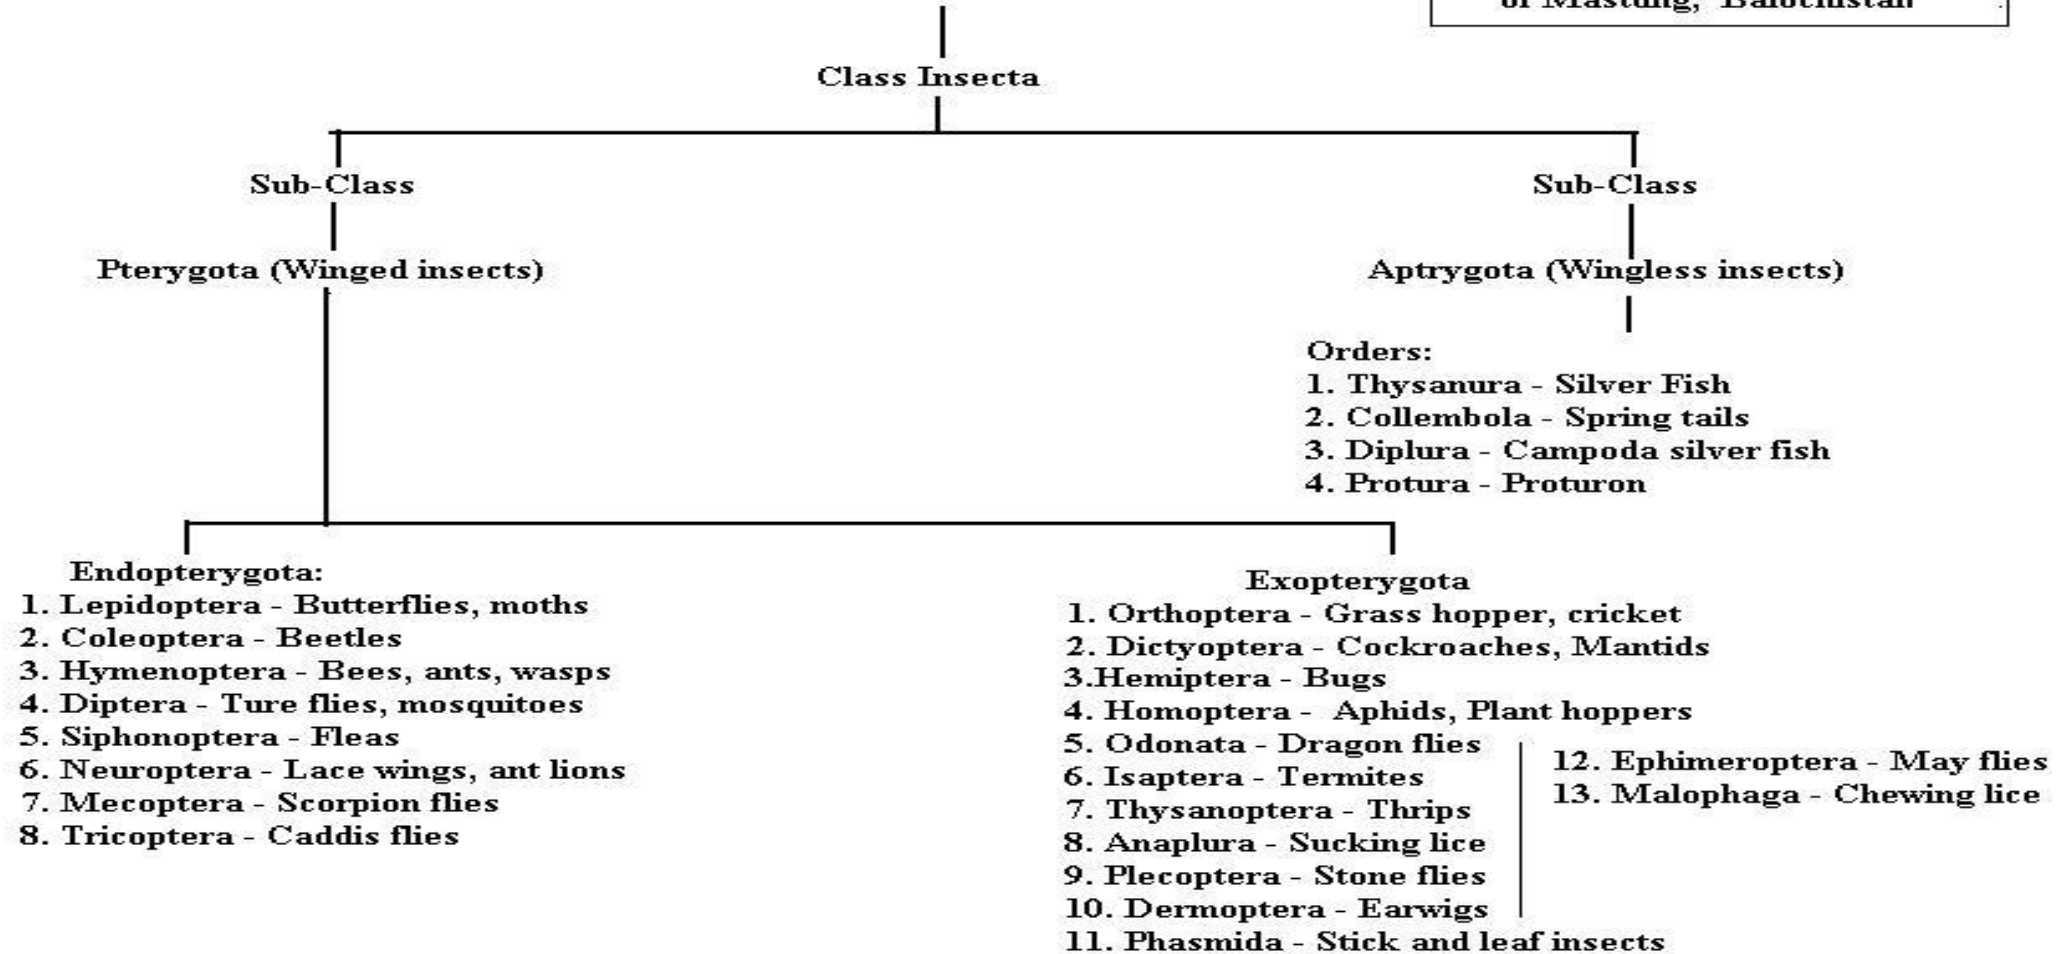 of Mastung, Balochistan
Class Insecta
Sub-Class
Sub-Class
Pterygota (Winged insects)
Aptrygota (Wingless insects)
Orders:
1. Thysanura - Silver Fish
2. Collembola - Spring tails
3. Diplura - Campoda silver fish
4. Protura - Proturon
Endopterygota:
1. Lepidoptera - Butterflies, moths
2. Coleoptera - Beetles
3. Hymenoptera - Bees, ants, wasps
4. Diptera - Ture flies, mosquitoes
5. Siphonoptera - Fleas
6. Neuroptera - Lace wings, ant lions
7. Mecoptera - Scorpion flies
8. Tricoptera - Caddis flies
Exopterygota
1. Orthoptera - Grass hopper, cricket
2. Dictyoptera - Cockroaches, Mantids
3.Hemiptera - Bugs
4. Homoptera - Aphids, Plant hoppers
5. Odonata - Dragon flies
6. Isaptera - Termites
7. Thysanoptera - Thrips
8. Anaplura - Sucking lice
9. Plecoptera - Stone flies
10. Dermoptera - Earwigs
11. Phasmida - Stick and leaf insects
12. Ephimeroptera - May flies
13. Malophaga - Chewing lice